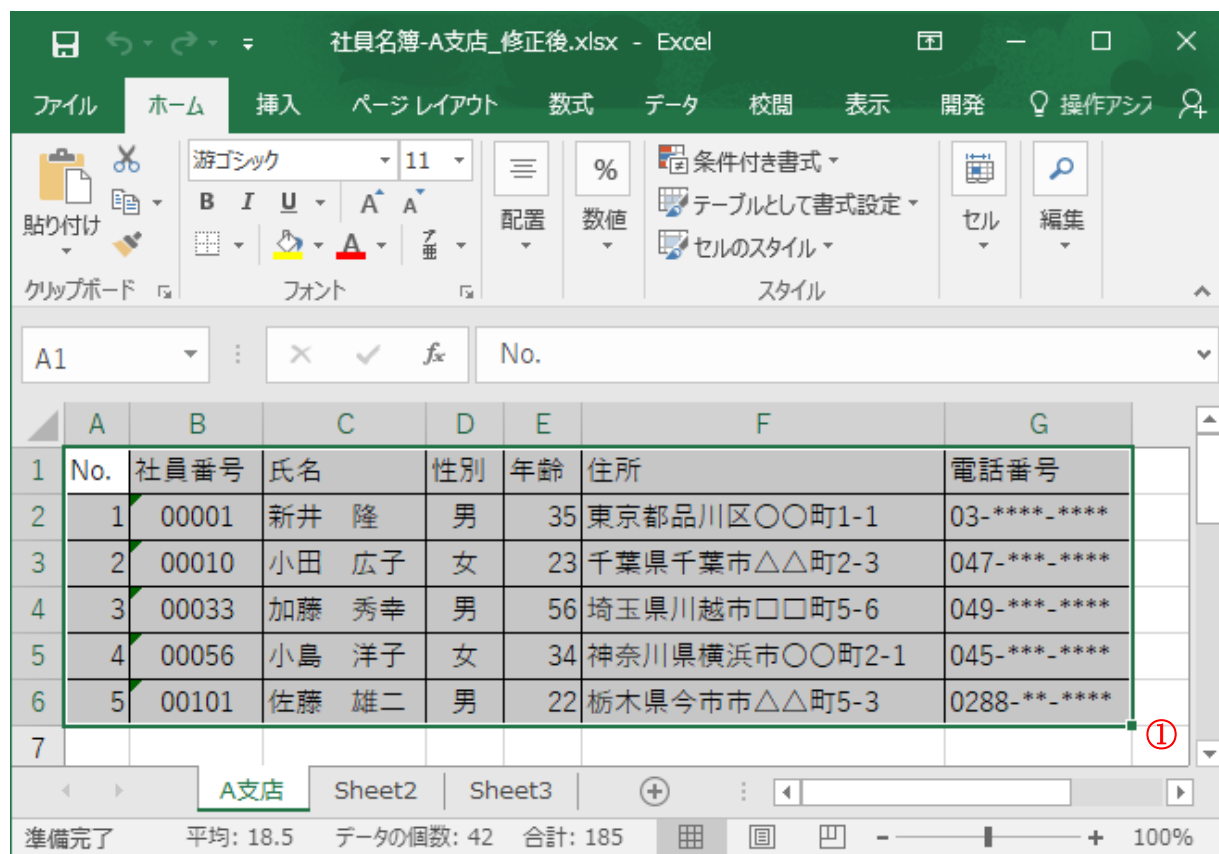 社員名簿-A支店_修正後.xlsx - Excel
ファイル ホーム 挿入 ページ レイアウト 数式 データ 校閲 表示 開発 操作アシス
貼り付け
游ゴシック 11
B I U A A
A ア亜
配置
%
数値
条件付き書式
テーブルとして書式設定
セルのスタイル
セル
編集
クリップボード フォント スタイル
A1 fx No.
A B C D E F G
1 No. 社員番号 氏名 性別 年齢 住所 電話番号
2 1 00001 新井 隆 男 35 東京都品川区〇〇町1-1 03-****-****
3 2 00010 小田 広子 女 23 千葉県千葉市△△町2-3 047-***-****
4 3 00033 加藤 秀幸 男 56 埼玉県川越市□□町5-6 049-***-****
5 4 00056 小島 洋子 女 34 神奈川県横浜市〇〇町2-1 045-***-****
6 5 00101 佐藤 雄二 男 22 栃木県今市市△△町5-3 0288-**-****
7
①
A支店 Sheet2 Sheet3
準備完了 平均: 18.5 データの個数: 42 合計: 185 100%